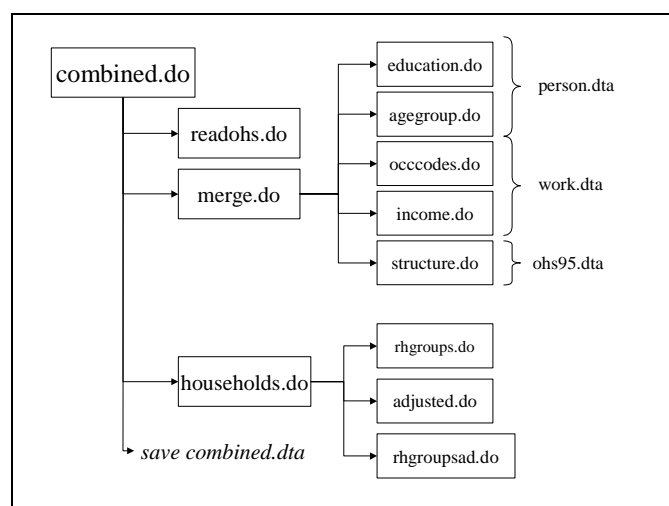 combined.do
readohs.do
merge.do
education.do
agegroup.do
occcodes.do
income.do
structure.do
person.dta
work.dta
ohs95.dta
households.do
rhgroups.do
adjusted.do
rhgroupsad.do
save combined.dta